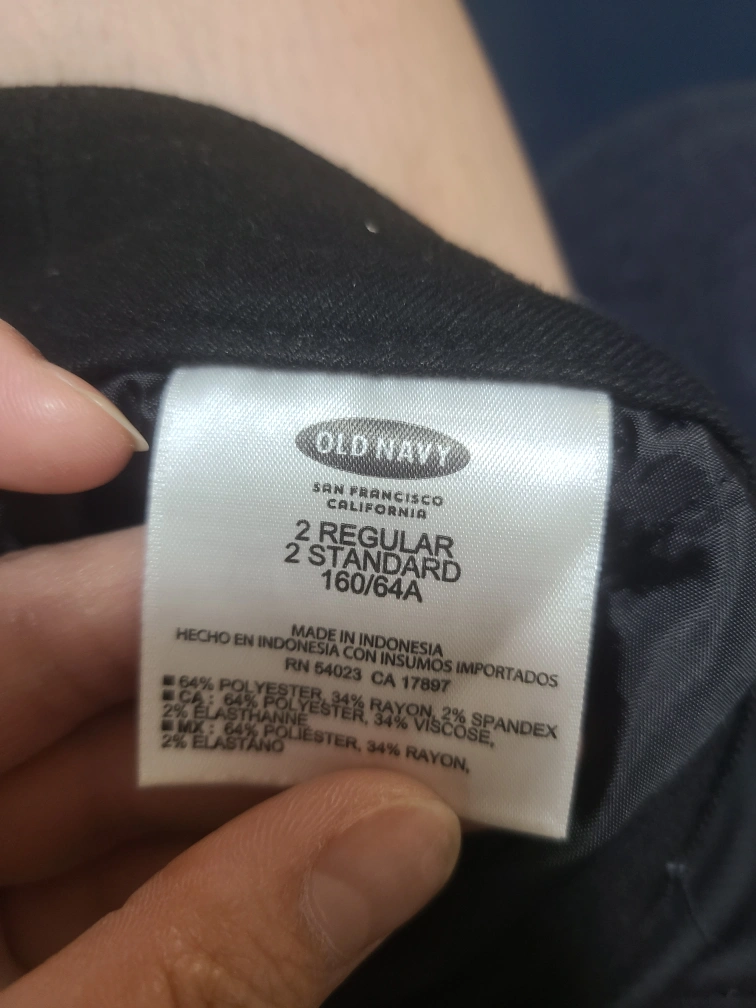 OLD NAVY
SAN FRANCISCO
CALIFORNIA
2 REGULAR
2 STANDARD
160/64A
MADE IN INDONESIA
HECHO EN INDONESIA CON INSUMOS IMPORTADOS
RN 54023 CA 17897
■ 64% POLYESTER, 34% RAYON, 2% SPANDEX
■ CA : 64% POLYESTER, 34% VISCOSE,
2% ÉLASTHANNE
■ MX : 64% POLIÉSTER, 34% RAYON,
2% ELASTANO